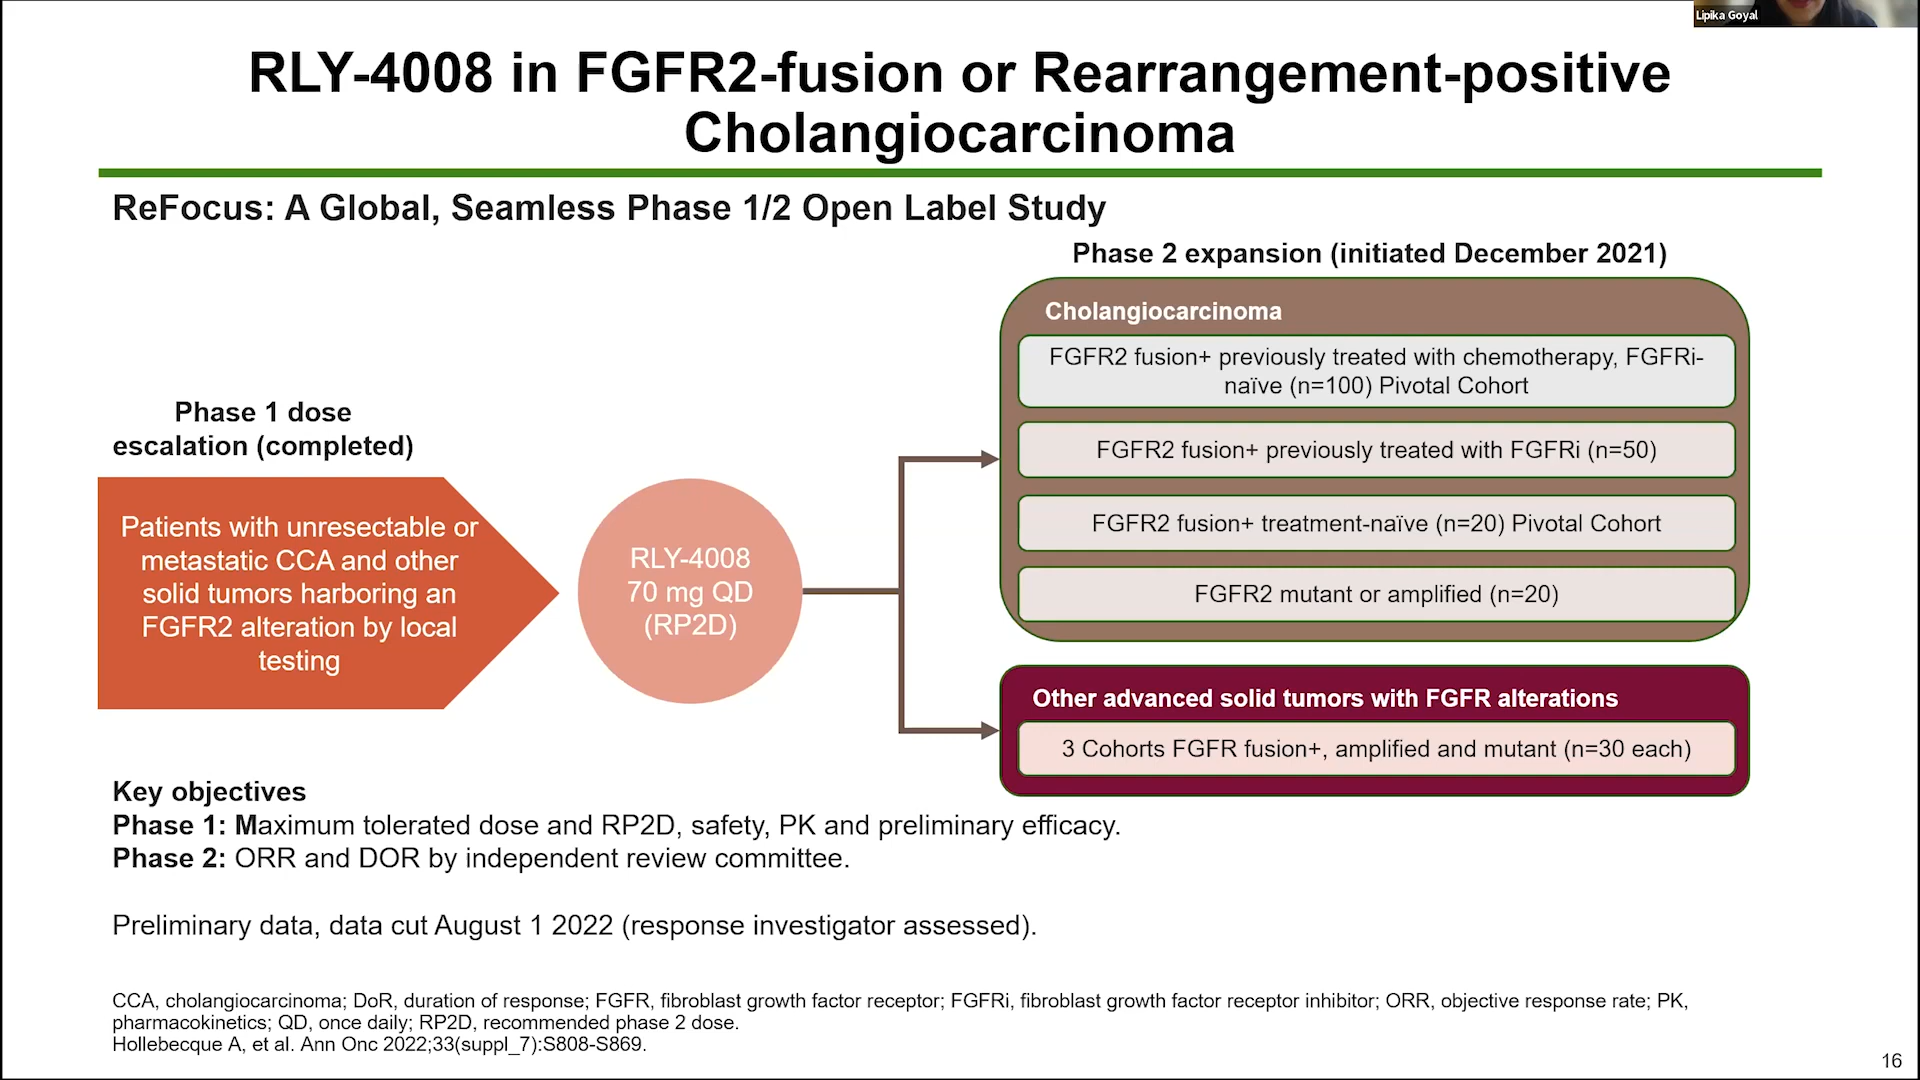 Lipika Goyal
RLY-4008 in FGFR2-fusion or Rearrangement-positive
Cholangiocarcinoma
ReFocus: A Global, Seamless Phase 1/2 Open Label Study
Phase 1 dose
escalation (completed)
Patients with unresectable or
metastatic CCA and other
solid tumors harboring an
FGFR2 alteration by local
testing
RLY-4008
70 mg QD
(RP2D)
Phase 2 expansion (initiated December 2021)
Cholangiocarcinoma
FGFR2 fusion+ previously treated with chemotherapy, FGFRi-
naïve (n=100) Pivotal Cohort
FGFR2 fusion+ previously treated with FGFRi (n=50)
FGFR2 fusion+ treatment-naïve (n=20) Pivotal Cohort
FGFR2 mutant or amplified (n=20)
Other advanced solid tumors with FGFR alterations
3 Cohorts FGFR fusion+, amplified and mutant (n=30 each)
Key objectives
Phase 1: Maximum tolerated dose and RP2D, safety, PK and preliminary efficacy.
Phase 2: ORR and DOR by independent review committee.
Preliminary data, data cut August 1 2022 (response investigator assessed).
CCA, cholangiocarcinoma; DoR, duration of response; FGFR, fibroblast growth factor receptor; FGFRi, fibroblast growth factor receptor inhibitor; ORR, objective response rate; PK,
pharmacokinetics; QD, once daily; RP2D, recommended phase 2 dose.
Hollebecque A, et al. Ann Onc 2022;33(suppl_7):S808-S869.
16